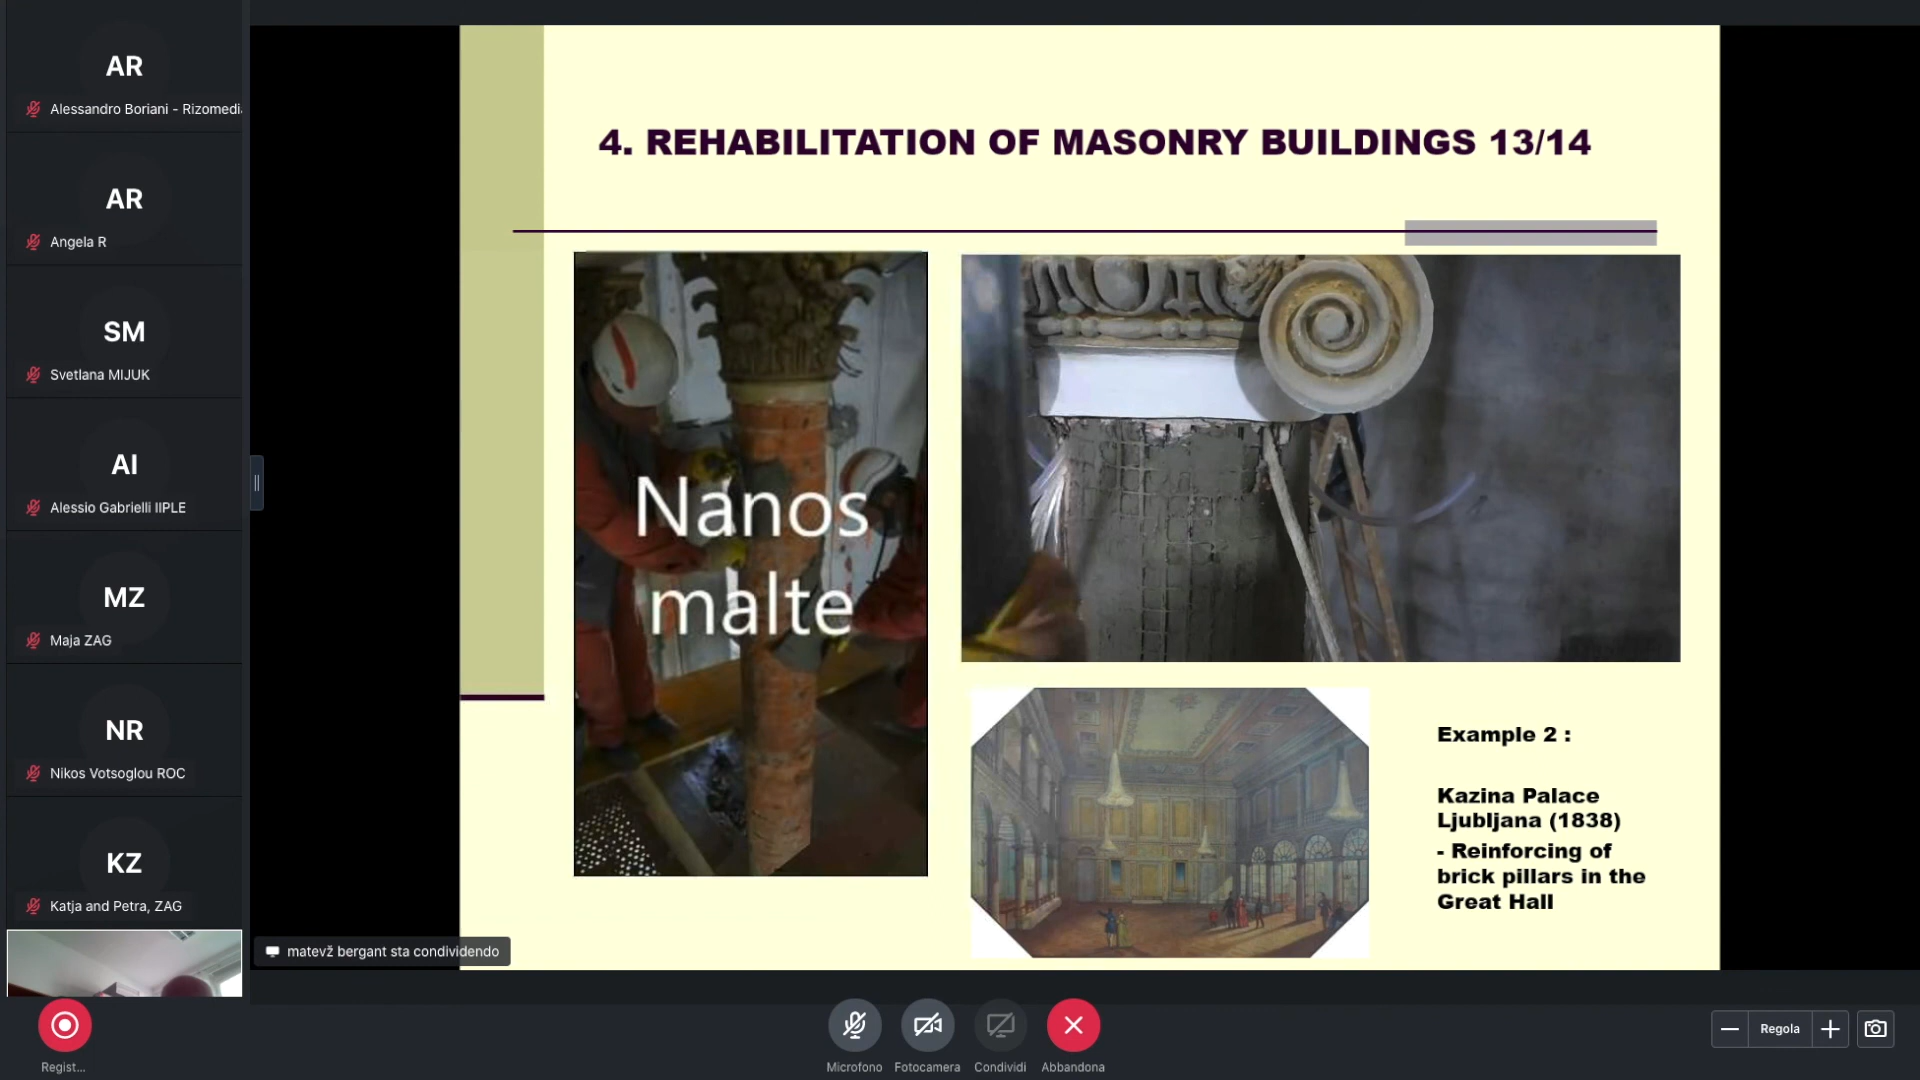 AR
Alessandro Boriani - Rizomedi
AR
Angela R
SM
Svetlana MIJUK
AI
Alessio Gabrielli IIPLE
MZ
Maja ZAG
NR
Nikos Votsoglou ROC
KZ
Katja and Petra, ZAG
4. REHABILITATION OF MASONRY BUILDINGS 13/14
Nanos
malte
Example 2 :
Kazina Palace
Ljubljana (1838)
- Reinforcing of
brick pillars in the
Great Hall
matevž bergant sta condividendo
Regist...
Microfono
Fotocamera
Condividi
Abbandona
Regola